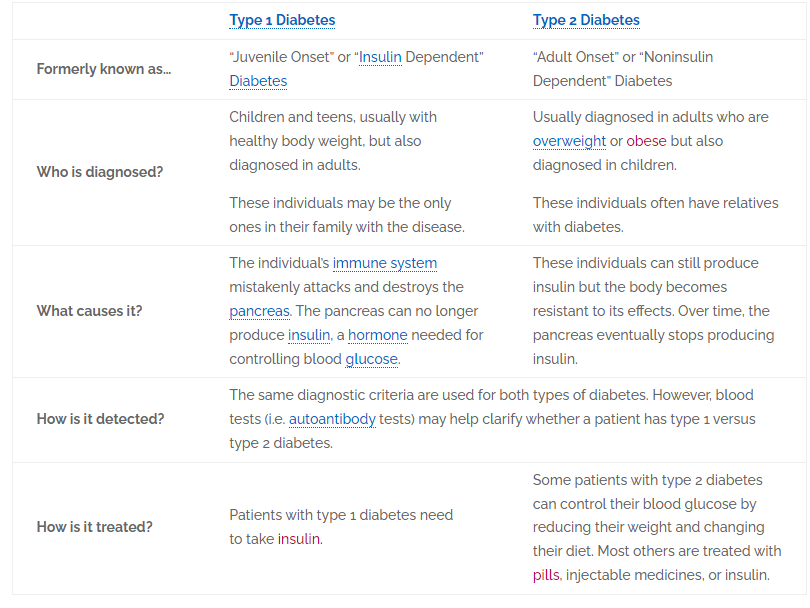 Type 1 Diabetes
Type 2 Diabetes
Formerly known as...
“Juvenile Onset” or “Insulin Dependent”
Diabetes
“Adult Onset” or “Noninsulin
Dependent” Diabetes
Who is diagnosed?
Children and teens, usually with
healthy body weight, but also
diagnosed in adults.
These individuals may be the only
ones in their family with the disease.
Usually diagnosed in adults who are
overweight or obese but also
diagnosed in children.
These individuals often have relatives
with diabetes.
What causes it?
The individual’s immune system
mistakenly attacks and destroys the
pancreas. The pancreas can no longer
produce insulin, a hormone needed for
controlling blood glucose.
These individuals can still produce
insulin but the body becomes
resistant to its effects. Over time, the
pancreas eventually stops producing
insulin.
How is it detected?
The same diagnostic criteria are used for both types of diabetes. However, blood
tests (i.e. autoantibody tests) may help clarify whether a patient has type 1 versus
type 2 diabetes.
How is it treated?
Patients with type 1 diabetes need
to take insulin.
Some patients with type 2 diabetes
can control their blood glucose by
reducing their weight and changing
their diet. Most others are treated with
pills, injectable medicines, or insulin.